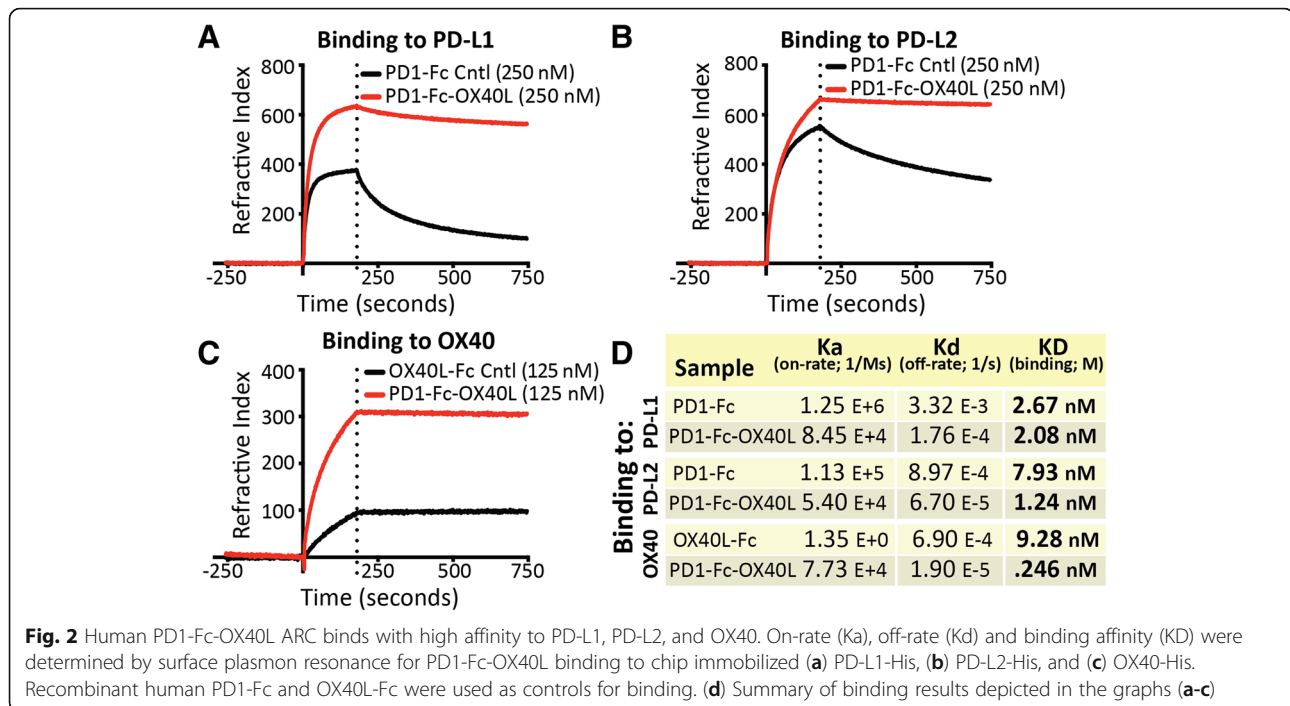 A
Binding to PD-L1
PD1-Fc Cntl (250 nM)
PD1-Fc-OX40L (250 nM)
Refractive Index
800
600
400
200
-250
250
500
750
Time (seconds)
B
Binding to PD-L2
PD1-Fc Cntl (250 nM)
PD1-Fc-OX40L (250 nM)
Refractive Index
800
600
400
200
-250
250
500
750
Time (seconds)
C
Binding to OX40
OX40L-Fc Cntl (125 nM)
PD1-Fc-OX40L (125 nM)
Refractive Index
400
300
200
100
-250
250
500
750
Time (seconds)
D
Sample Ka (on-rate; 1/Ms) Kd (off-rate; 1/s) KD (binding; M)
Binding to:
PD-L1
PD1-Fc 1.25 E+6 3.32 E-3 2.67 nM
PD1-Fc-OX40L 8.45 E+4 1.76 E-4 2.08 nM
PD-L2
PD1-Fc 1.13 E+5 8.97 E-4 7.93 nM
PD1-Fc-OX40L 5.40 E+4 6.70 E-5 1.24 nM
OX40
OX40L-Fc 1.35 E+0 6.90 E-4 9.28 nM
PD1-Fc-OX40L 7.73 E+4 1.90 E-5 .246 nM
Fig. 2 Human PD1-Fc-OX40L ARC binds with high affinity to PD-L1, PD-L2, and OX40. On-rate (Ka), off-rate (Kd) and binding affinity (KD) were
determined by surface plasmon resonance for PD1-Fc-OX40L binding to chip immobilized (a) PD-L1-His, (b) PD-L2-His, and (c) OX40-His.
Recombinant human PD1-Fc and OX40L-Fc were used as controls for binding. (d) Summary of binding results depicted in the graphs (a-c)